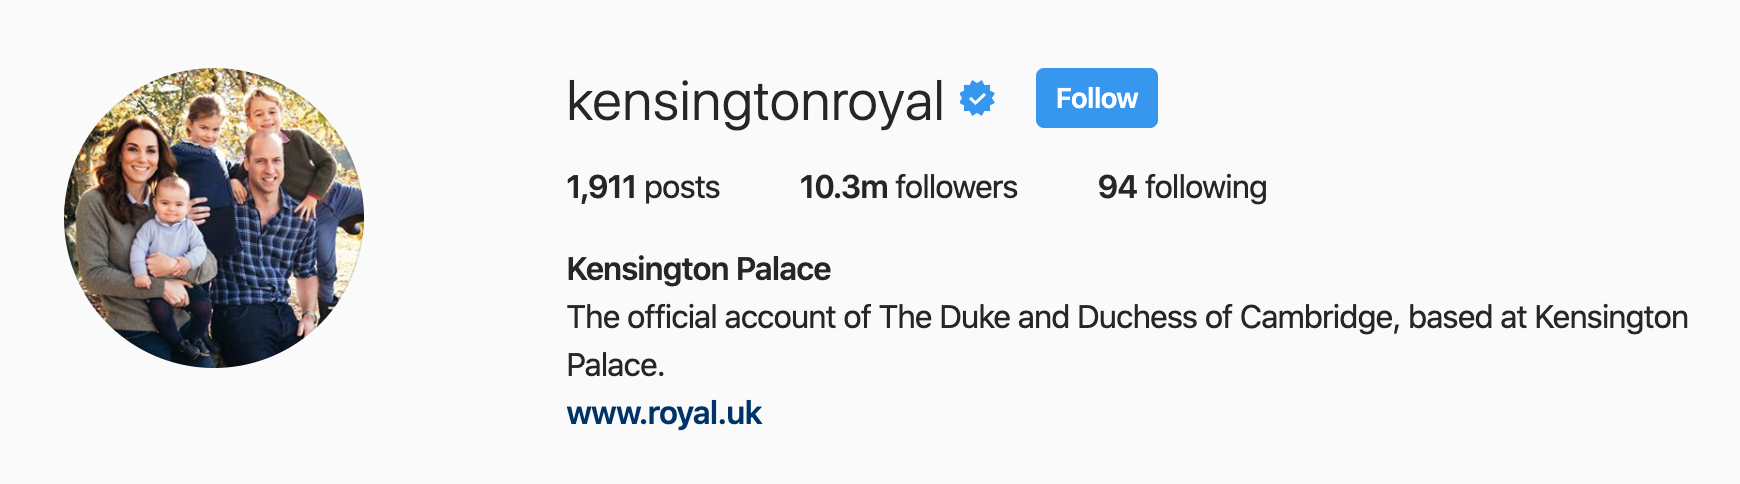 kensingtonroyal
Follow
1,911 posts 10.3m followers 94 following
Kensington Palace
The official account of The Duke and Duchess of Cambridge, based at Kensington
Palace.
www.royal.uk